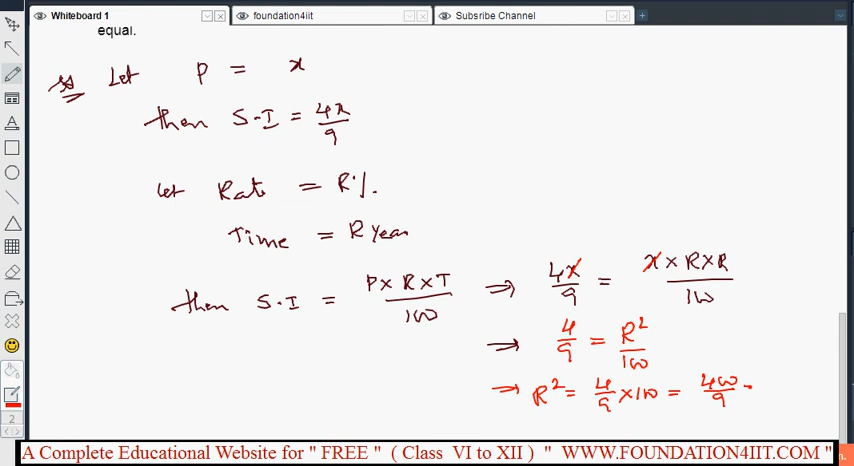 Whiteboard 1
foundation4iit
Subsribe Channel
equal.
Let P = x
then S.I = 4x/9
Let Rate = R%.
Time = R Year
then S.I = P × R × T / 100 ⇒ 4x/9 = x × R × R / 100
⇒ 4/9 = R²/100
⇒ R² = 4/9 × 100 = 400/9
2
A Complete Educational Website for " FREE " ( Class VI to XII ) " WWW.FOUNDATION4IIT.COM "